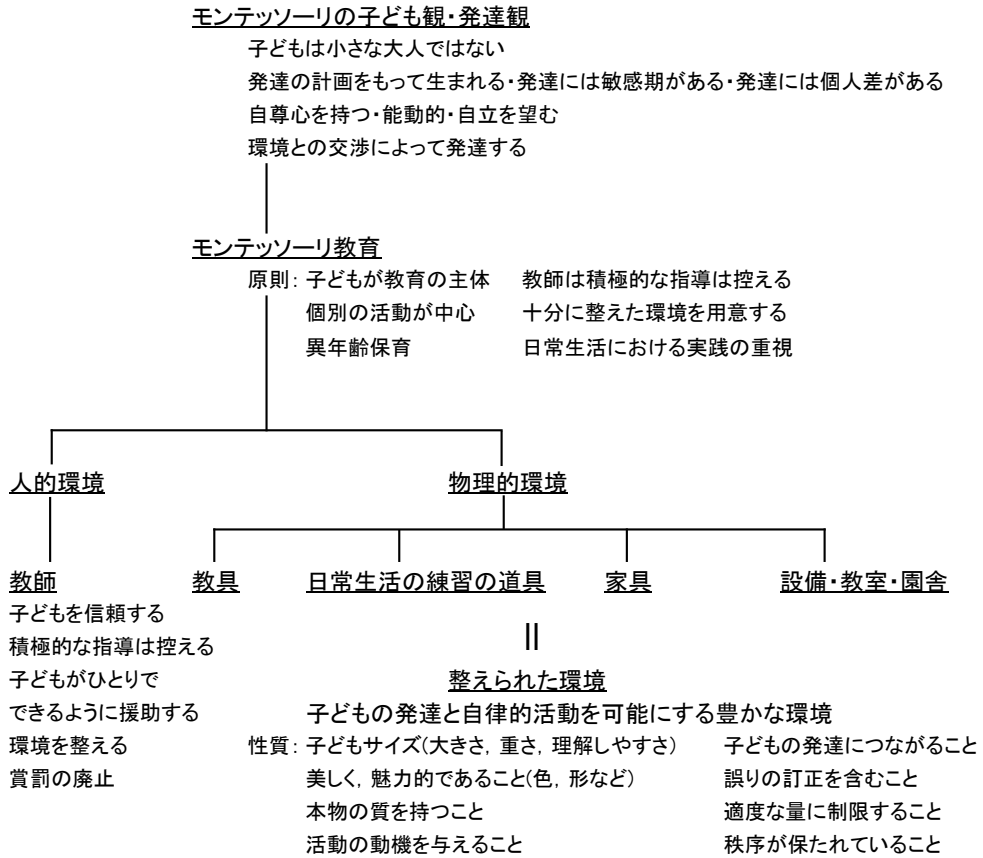 モンテッソーリの子ども観・発達観
子どもは小さな大人ではない
発達の計画をもって生まれる・発達には敏感期がある・発達には個人差がある
自尊心を持つ・能動的・自立を望む
環境との交渉によって発達する
モンテッソーリ教育
原則: 子どもが教育の主体 教師は積極的な指導は控える
個別の活動が中心 十分に整えた環境を用意する
異年齢保育 日常生活における実践の重視
人的環境 物理的環境
教師 教具 日常生活の練習の道具 家具 設備・教室・園舎
子どもを信頼する
積極的な指導は控える
子どもがひとりで
できるように援助する
環境を整える
賞罰の廃止
||
整えられた環境
子どもの発達と自律的活動を可能にする豊かな環境
性質: 子どもサイズ(大きさ, 重さ, 理解しやすさ) 子どもの発達につながること
美しく, 魅力的であること(色, 形など) 誤りの訂正を含むこと
本物の質を持つこと 適度な量に制限すること
活動の動機を与えること 秩序が保たれていること